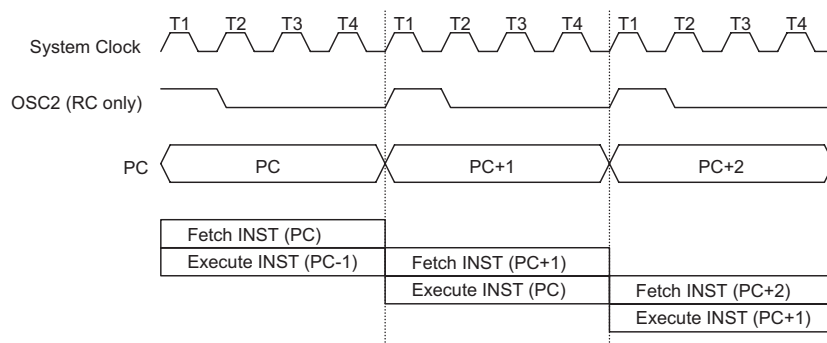 T1 T2 T3 T4 T1 T2 T3 T4 T1 T2 T3 T4
System Clock
OSC2 (RC only)
PC PC PC+1 PC+2
Fetch INST (PC)
Execute INST (PC-1) Fetch INST (PC+1)
Execute INST (PC) Fetch INST (PC+2)
Execute INST (PC+1)